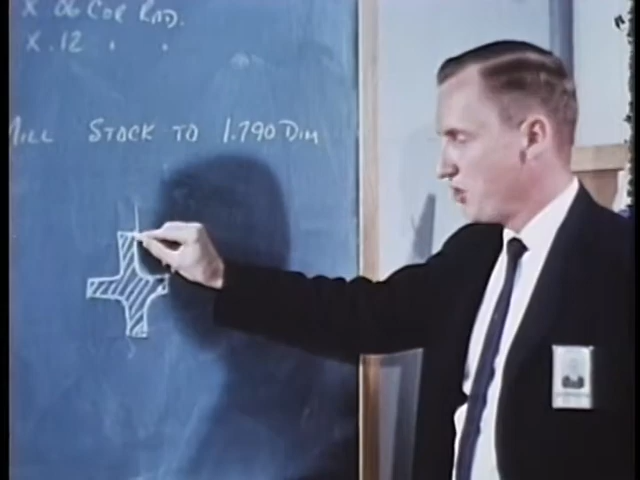 X .06 COR RAD.
X .12 " "
MILL STOCK TO 1.790 DIM